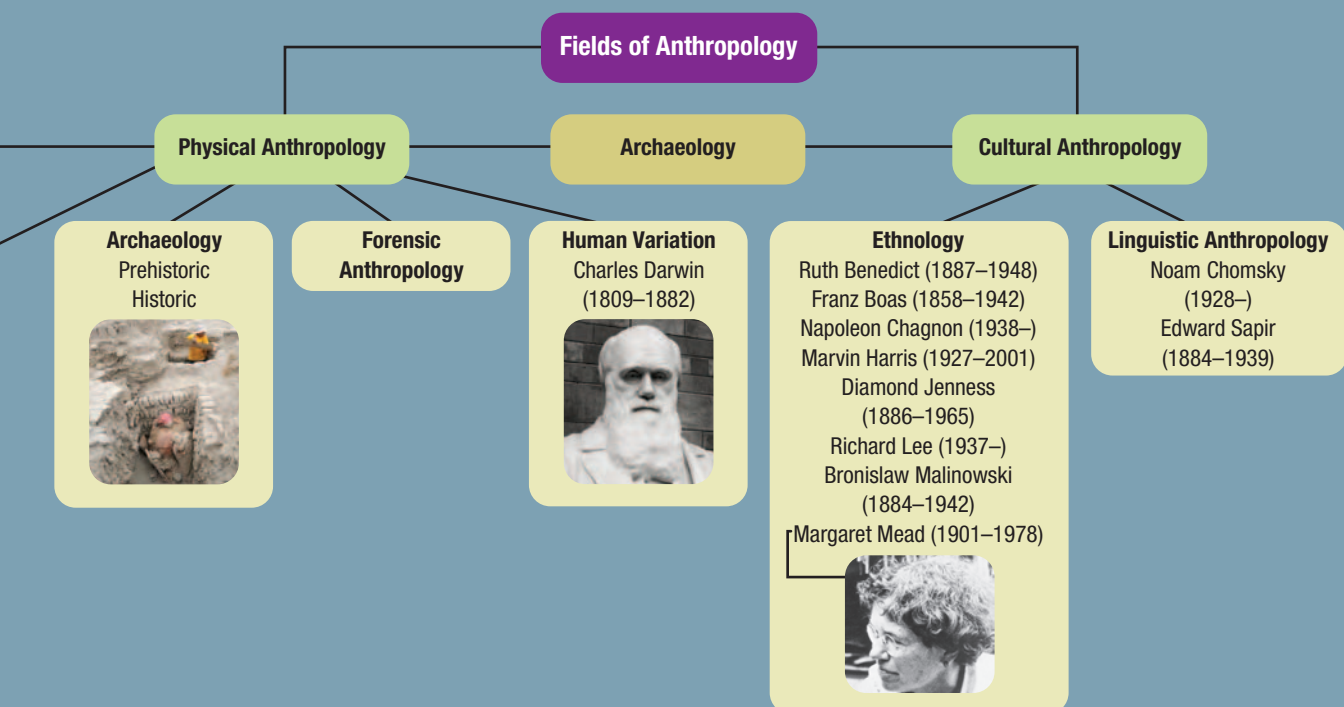 Fields of Anthropology
Physical Anthropology
Archaeology
Cultural Anthropology
Archaeology
Prehistoric
Historic
Forensic
Anthropology
Human Variation
Charles Darwin
(1809–1882)
Ethnology
Ruth Benedict (1887–1948)
Franz Boas (1858–1942)
Napoleon Chagnon (1938–)
Marvin Harris (1927–2001)
Diamond Jenness
(1886–1965)
Richard Lee (1937–)
Bronislaw Malinowski
(1884–1942)
Margaret Mead (1901–1978)
Linguistic Anthropology
Noam Chomsky
(1928–)
Edward Sapir
(1884–1939)